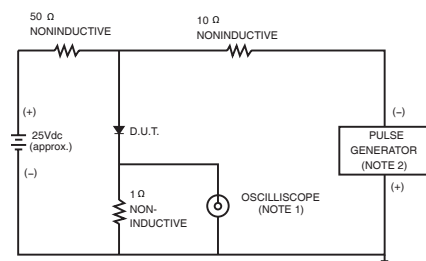 50 Ω
NONINDUCTIVE
10 Ω
NONINDUCTIVE
(+)
25Vdc
(approx.)
(−)
D.U.T.
1 Ω
NON-
INDUCTIVE
OSCILLISCOPE
(NOTE 1)
(−)
PULSE
GENERATOR
(NOTE 2)
(+)